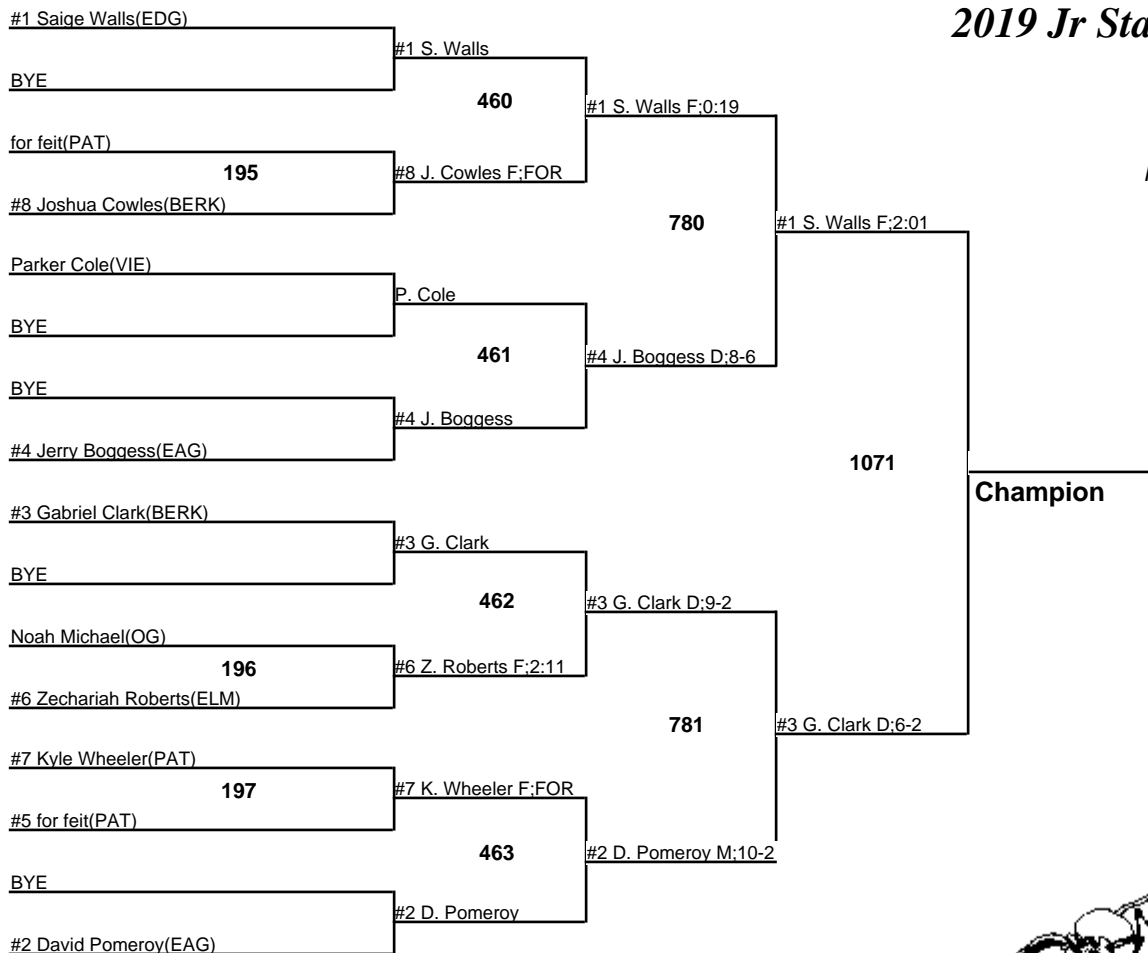 2019 Jr Sta
#1 Saige Walls(EDG)
#1 S. Walls
BYE
460
#1 S. Walls F;0:19
for feit(PAT)
195
#8 J. Cowles F;FOR
#8 Joshua Cowles(BERK)
780
#1 S. Walls F;2:01
Parker Cole(VIE)
P. Cole
BYE
461
#4 J. Boggess D;8-6
BYE
#4 J. Boggess
#4 Jerry Boggess(EAG)
1071
Champion
#3 Gabriel Clark(BERK)
#3 G. Clark
BYE
462
#3 G. Clark D;9-2
Noah Michael(OG)
196
#6 Z. Roberts F;2:11
#6 Zechariah Roberts(ELM)
781
#3 G. Clark D;6-2
#7 Kyle Wheeler(PAT)
197
#7 K. Wheeler F;FOR
#5 for feit(PAT)
463
#2 D. Pomeroy M;10-2
BYE
#2 D. Pomeroy
#2 David Pomeroy(EAG)